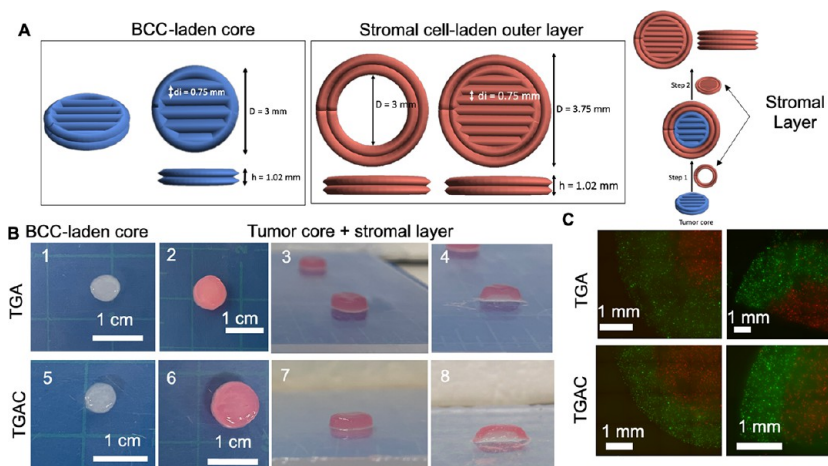 A
BCC-laden core
di = 0.75 mm
D = 3 mm
h = 1.02 mm
Stromal cell-laden outer layer
D = 3 mm
di = 0.75 mm
D = 3.75 mm
h = 1.02 mm
Step 2
Stromal
Layer
Step 1
Tumor core
B
BCC-laden core
Tumor core + stromal layer
TGA
1
1 cm
2
1 cm
3
4
TGAC
5
1 cm
6
1 cm
7
8
C
TGA
1 mm
1 mm
TGAC
1 mm
1 mm